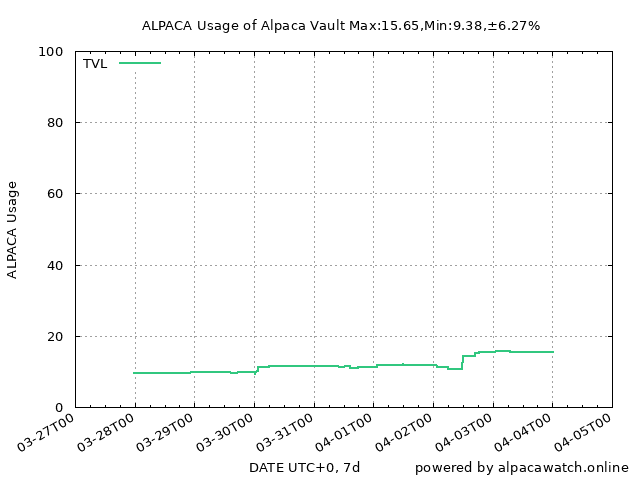 ALPACA Usage of Alpaca Vault Max:15.65,Min:9.38,±6.27%
TVL
100
80
60
40
20
0
ALPACA Usage
03-27T00
03-28T00
03-29T00
03-30T00
03-31T00
04-01T00
04-02T00
04-03T00
04-04T00
04-05T00
DATE UTC+0, 7d
powered by alpacawatch.online